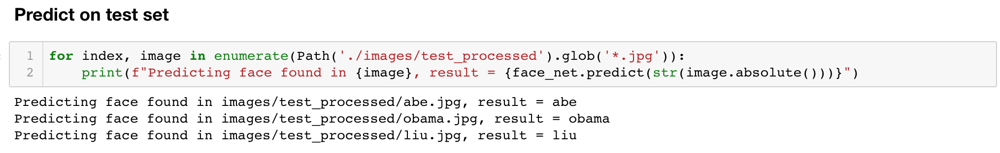 Predict on test set
1 for index, image in enumerate(Path('./images/test_processed').glob('*.jpg')):
2     print(f"Predicting face found in {image}, result = {face_net.predict(str(image.absolute()))}")
Predicting face found in images/test_processed/abe.jpg, result = abe
Predicting face found in images/test_processed/obama.jpg, result = obama
Predicting face found in images/test_processed/liu.jpg, result = liu